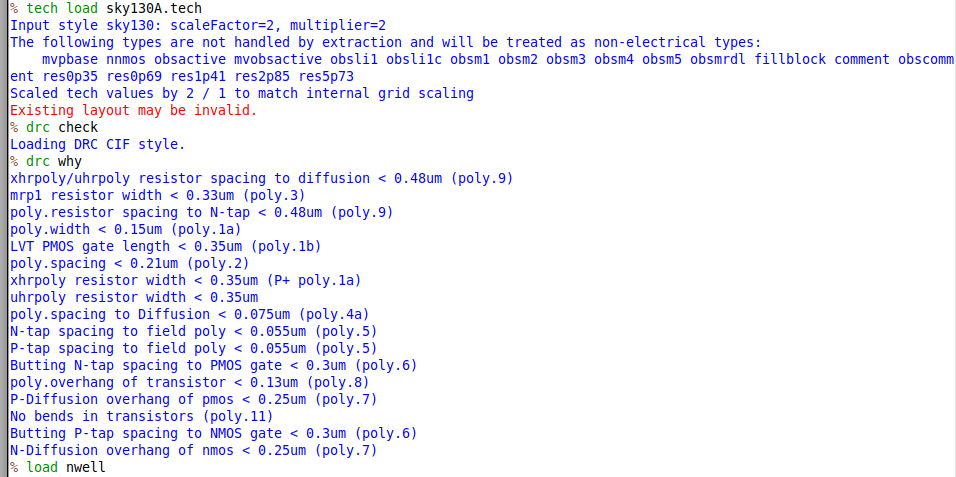 % tech load sky130A.tech
Input style sky130: scaleFactor=2, multiplier=2
The following types are not handled by extraction and will be treated as non-electrical types:
    mvpbase nnmos obsactive mvobsactive obsli1 obsli1c obsm1 obsm2 obsm3 obsm4 obsm5 obsmrdl fillblock comment obscomm
ent res0p35 res0p69 res1p41 res2p85 res5p73
Scaled tech values by 2 / 1 to match internal grid scaling
Existing layout may be invalid.
% drc check
Loading DRC CIF style.
% drc why
xhrpoly/uhrpoly resistor spacing to diffusion < 0.48um (poly.9)
mrp1 resistor width < 0.33um (poly.3)
poly.resistor spacing to N-tap < 0.48um (poly.9)
poly.width < 0.15um (poly.1a)
LVT PMOS gate length < 0.35um (poly.1b)
poly.spacing < 0.21um (poly.2)
xhrpoly resistor width < 0.35um (P+ poly.1a)
uhrpoly resistor width < 0.35um
poly.spacing to Diffusion < 0.075um (poly.4a)
N-tap spacing to field poly < 0.055um (poly.5)
P-tap spacing to field poly < 0.055um (poly.5)
Butting N-tap spacing to PMOS gate < 0.3um (poly.6)
poly.overhang of transistor < 0.13um (poly.8)
P-Diffusion overhang of pmos < 0.25um (poly.7)
No bends in transistors (poly.11)
Butting P-tap spacing to NMOS gate < 0.3um (poly.6)
N-Diffusion overhang of nmos < 0.25um (poly.7)
% load nwell